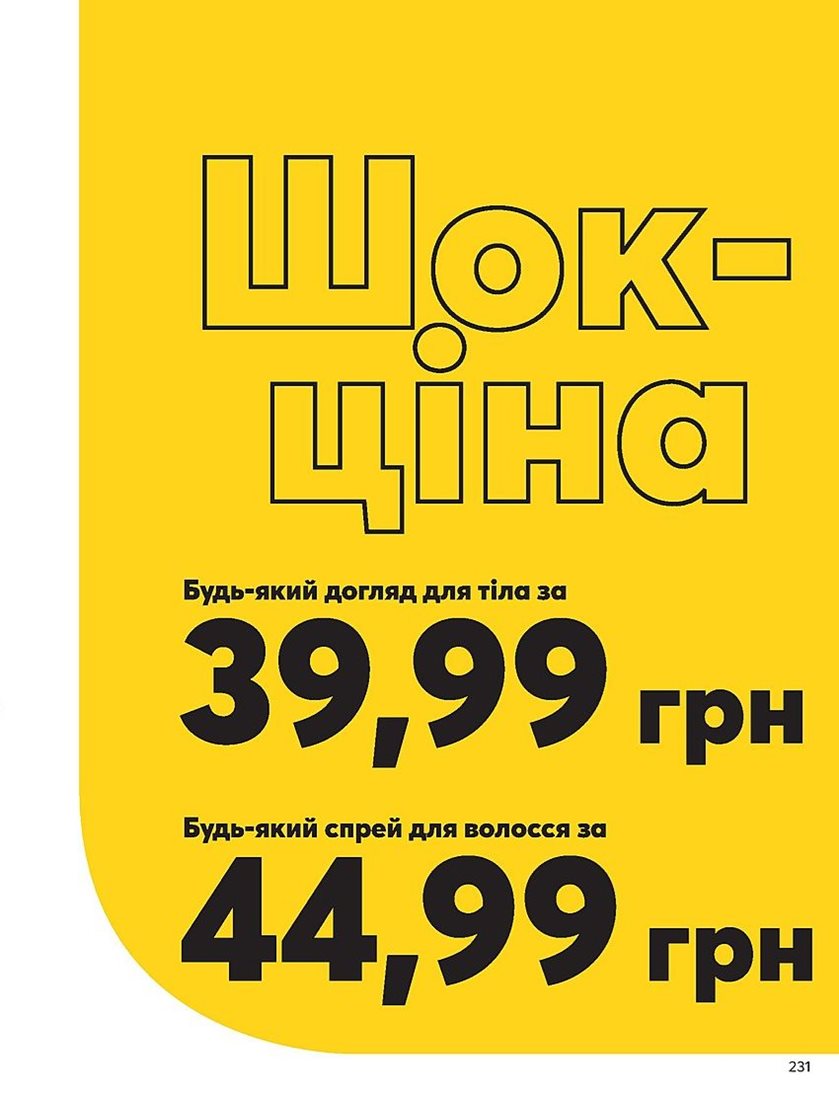 Шок-
ціна
Будь-який догляд для тіла за
39,99 грн
Будь-який спрей для волосся за
44,99 грн
231